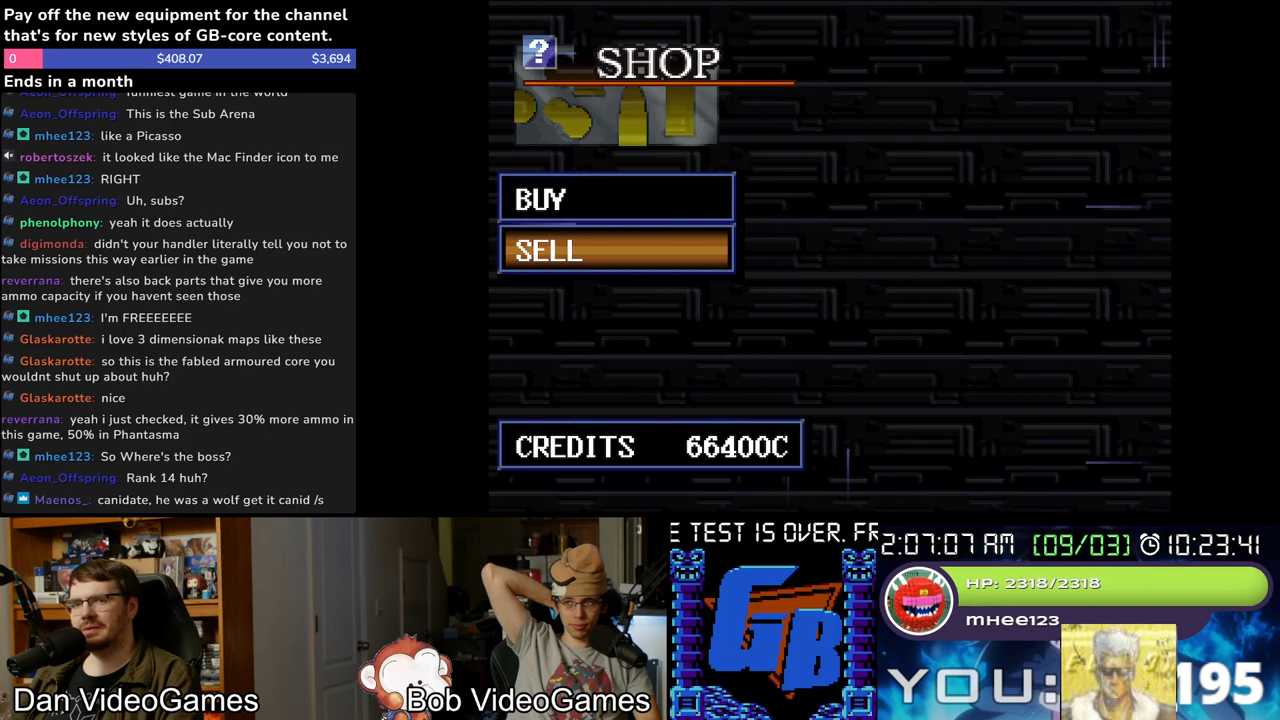 Pay off the new equipment for the channel
that's for new styles of GB-core content.
0 $408.07 $3,694
Ends in a month
Aeon_Offspring: funniest game in the world
Aeon_Offspring: This is the Sub Arena
mhee123: like a Picasso
robertoszek: it looked like the Mac Finder icon to me
mhee123: RIGHT
Aeon_Offspring: Uh, subs?
phenolphony: yeah it does actually
digimonda: didn't your handler literally tell you not to
take missions this way earlier in the game
reverrana: there's also back parts that give you more
ammo capacity if you havent seen those
mhee123: I'm FREEEEEEE
Glaskarotte: i love 3 dimensionak maps like these
Glaskarotte: so this is the fabled armoured core you
wouldnt shut up about huh?
Glaskarotte: nice
reverrana: yeah i just checked, it gives 30% more ammo in
this game, 50% in Phantasma
mhee123: So Where's the boss?
Aeon_Offspring: Rank 14 huh?
Maenos_: canidate, he was a wolf get it canid /s
?
SHOP
BUY
SELL
CREDITS 66400C
E TEST IS OVER. FR
2:07:07 AM [09/03] 10:23:41
HP: 2318/2318
mHee123
GB
YOU: 195
Dan VideoGames
Bob VideoGames